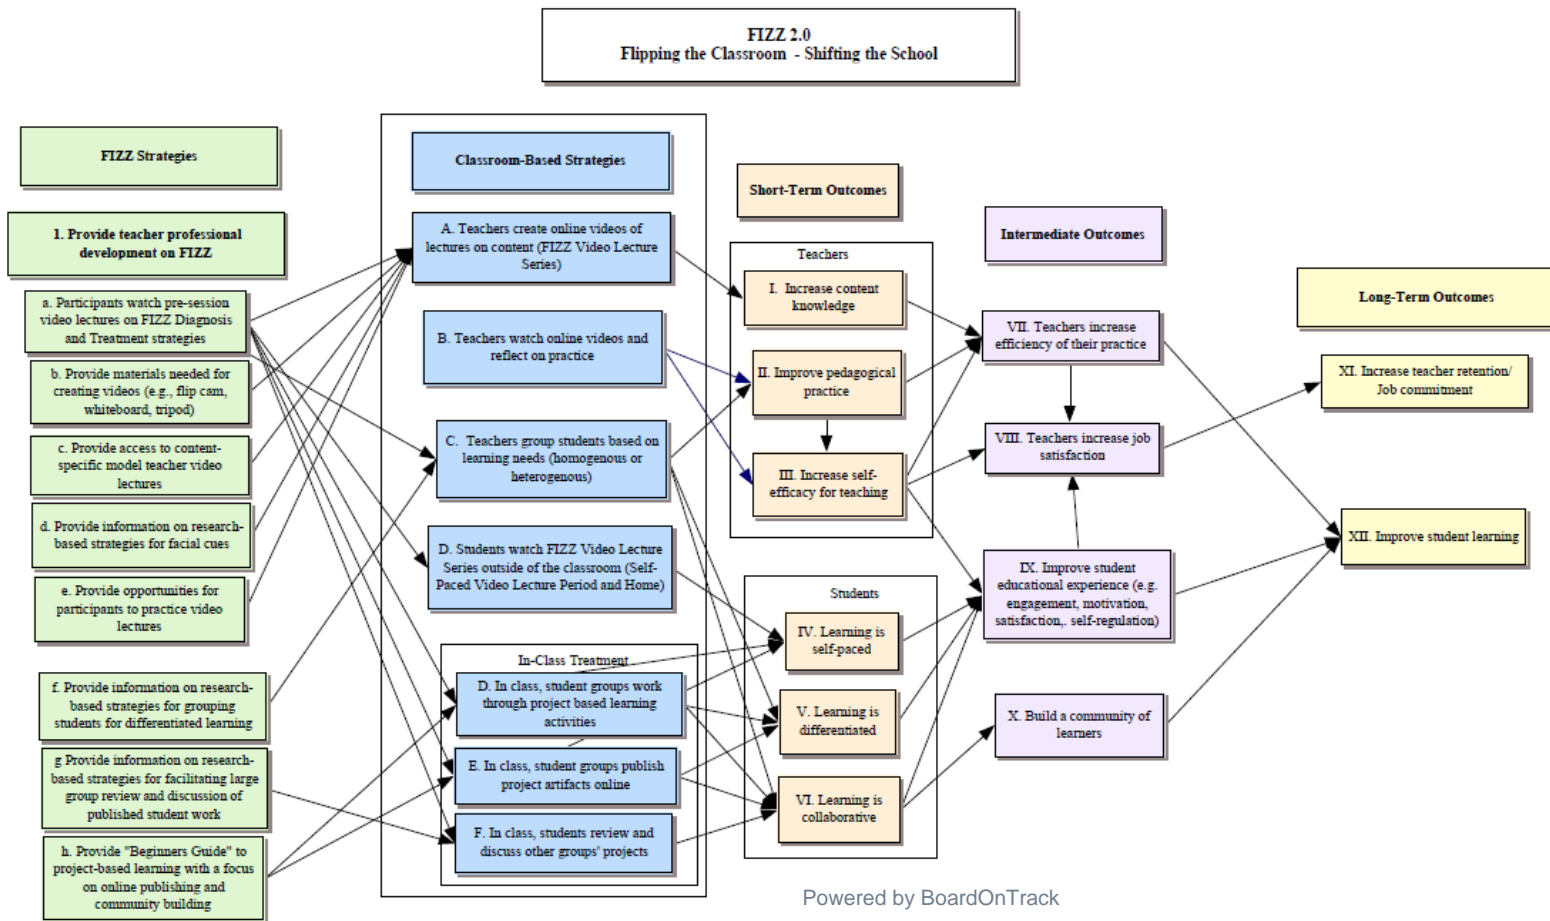 FIZZ 2.0
Flipping the Classroom - Shifting the School
FIZZ Strategies
1. Provide teacher professional
development on FIZZ
a. Participants watch pre-session
video lectures on FIZZ Diagnosis
and Treatment strategies
b. Provide materials needed for
creating videos (e.g., flip cam,
whiteboard, tripod)
c. Provide access to content-
specific model teacher video
lectures
d. Provide information on research-
based strategies for facial cues
e. Provide opportunities for
participants to practice video
lectures
f. Provide information on research-
based strategies for grouping
students for differentiated learning
g Provide information on research-
based strategies for facilitating large
group review and discussion of
published student work
h. Provide "Beginners Guide" to
project-based learning with a focus
on online publishing and
community building
Classroom-Based Strategies
A. Teachers create online videos of
lectures on content (FIZZ Video Lecture
Series)
B. Teachers watch online videos and
reflect on practice
C. Teachers group students based on
learning needs (homogenous or
heterogenous)
D. Students watch FIZZ Video Lecture
Series outside of the classroom (Self-
Paced Video Lecture Period and Home)
In-Class Treatment
D. In class, student groups work
through project based learning
activities
E. In class, student groups publish
project artifacts online
F. In class, students review and
discuss other groups' projects
Short-Term Outcomes
Teachers
I. Increase content
knowledge
II. Improve pedagogical
practice
III. Increase self-
efficacy for teaching
Students
IV. Learning is
self-paced
V. Learning is
differentiated
VI. Learning is
collaborative
Intermediate Outcomes
VII. Teachers increase
efficiency of their practice
VIII. Teachers increase job
satisfaction
IX. Improve student
educational experience (e.g.
engagement, motivation,
satisfaction,. self-regulation)
X. Build a community of
learners
Long-Term Outcomes
XI. Increase teacher retention/
Job commitment
XII. Improve student learning
Powered by BoardOnTrack